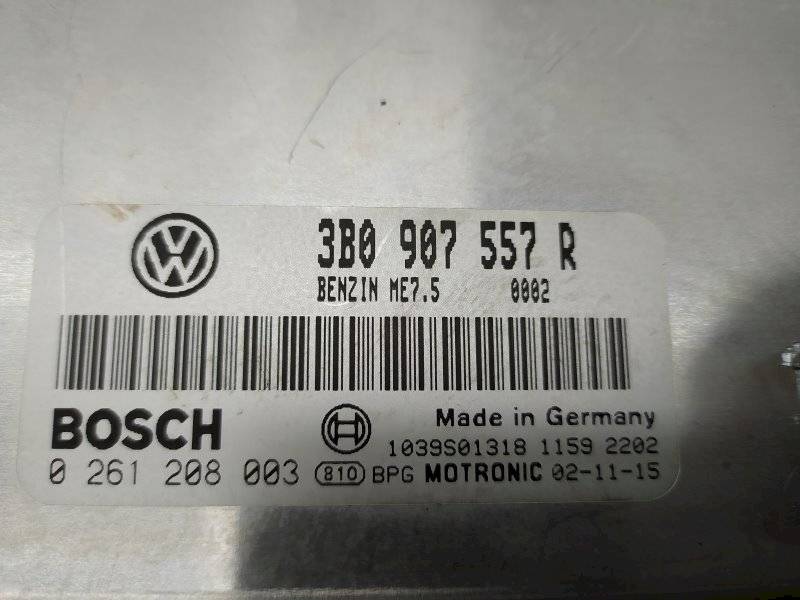 3B0 907 557 R
BENZIN ME7.5 0002
BOSCH Made in Germany
1039S01318 1159 2202
0 261 208 003 810 BPG MOTRONIC 02-11-15